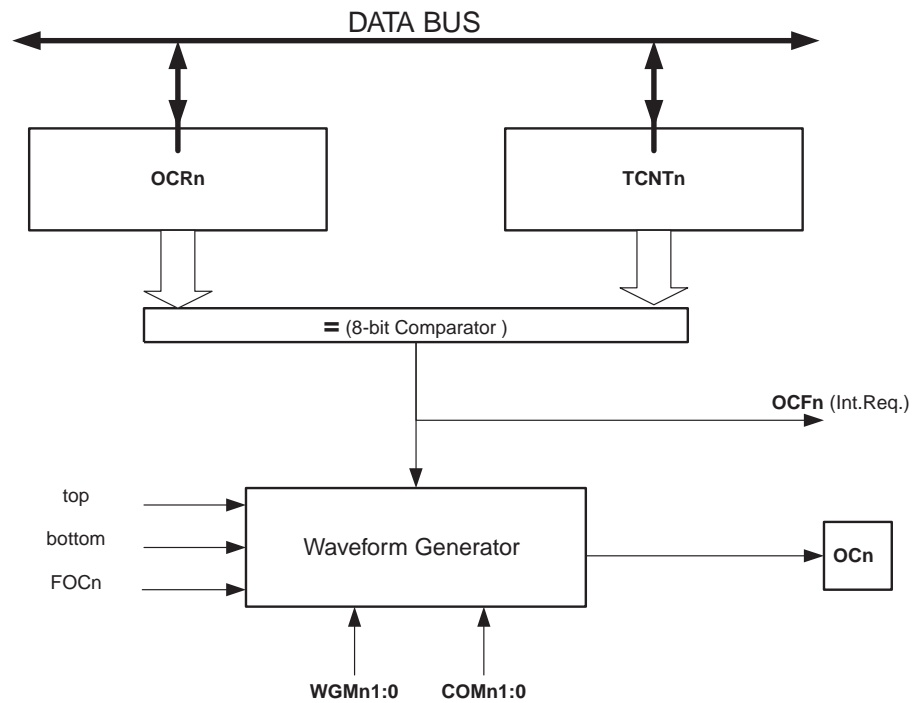 DATA BUS
OCRn
TCNTn
= (8-bit Comparator )
OCFn (Int.Req.)
top
bottom
FOCn
Waveform Generator
OCn
WGMn1:0
COMn1:0